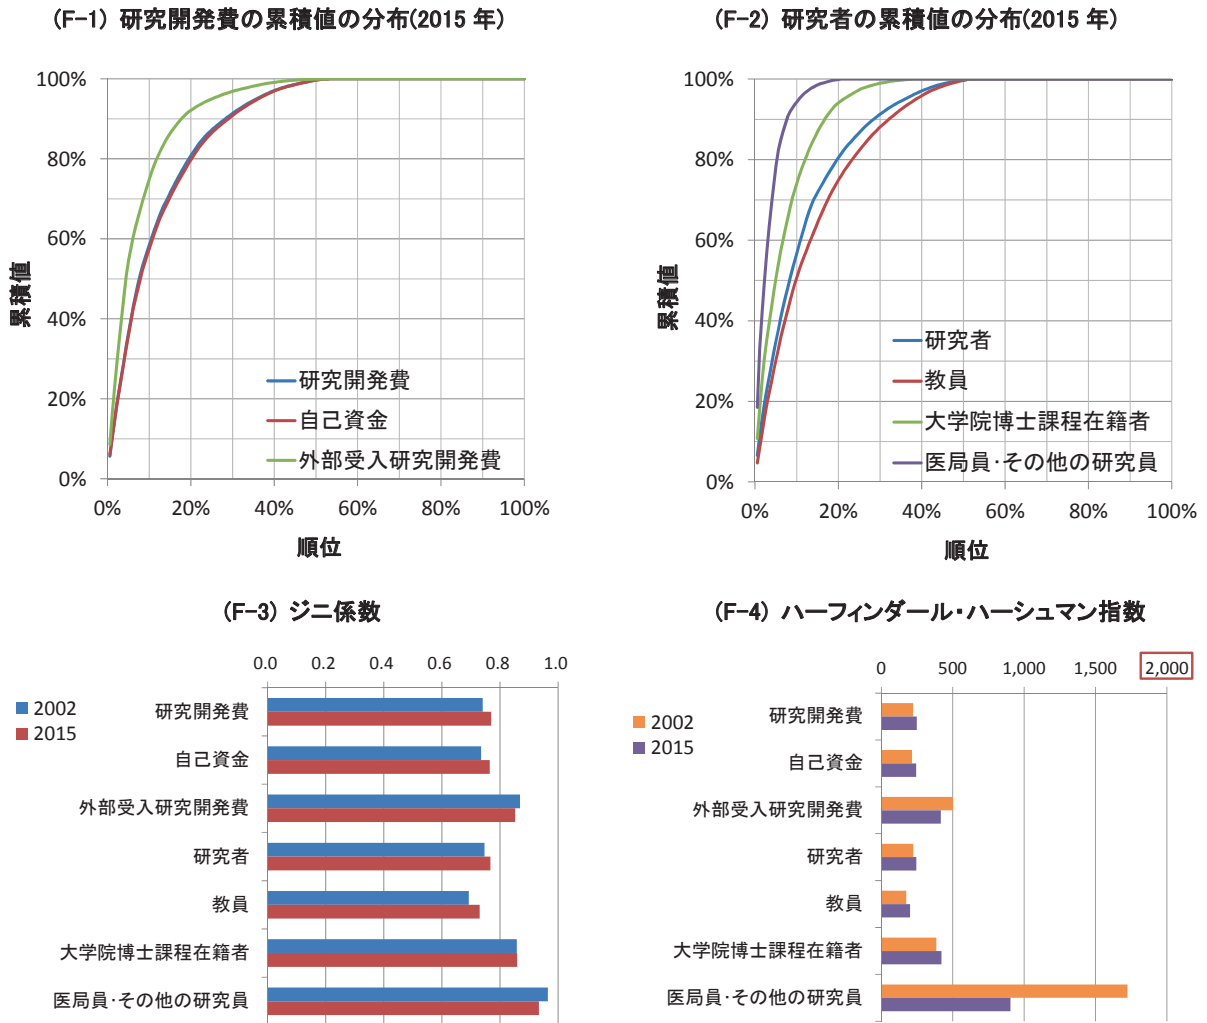 (F-1) 研究開発費の累積値の分布(2015 年)
100%
80%
60%
40%
20%
0%
累積値
研究開発費
自己資金
外部受入研究開発費
0% 20% 40% 60% 80% 100%
順位
(F-2) 研究者の累積値の分布(2015 年)
100%
80%
60%
40%
20%
0%
累積値
研究者
教員
大学院博士課程在籍者
医局員・その他の研究員
0% 20% 40% 60% 80% 100%
順位
(F-3) ジニ係数
0.0 0.2 0.4 0.6 0.8 1.0
2002
2015
研究開発費
自己資金
外部受入研究開発費
研究者
教員
大学院博士課程在籍者
医局員・その他の研究員
(F-4) ハーフィンダール・ハーシュマン指数
0 500 1,000 1,500 2,000
2002
2015
研究開発費
自己資金
外部受入研究開発費
研究者
教員
大学院博士課程在籍者
医局員・その他の研究員